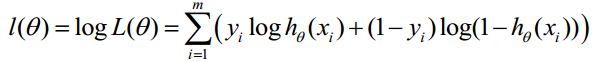 l(θ) = log L(θ) = ∑_{i=1}^{m} ( y_i log h_θ(x_i) + (1 − y_i) log(1 − h_θ(x_i)) )